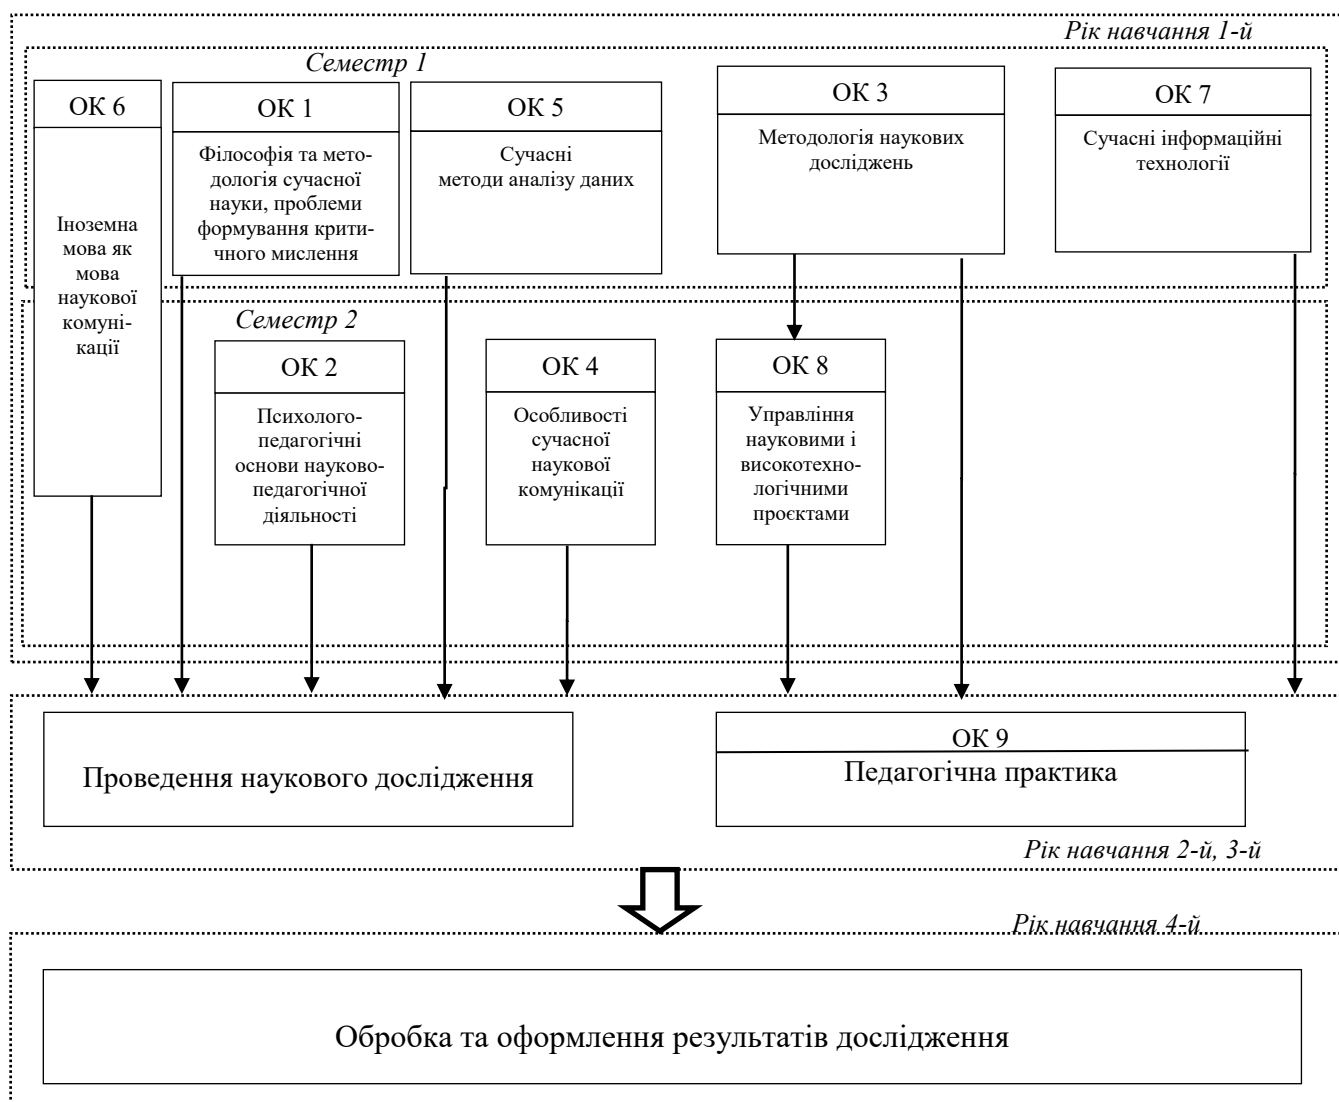 Рік навчання 1-й
Семестр 1
ОК 6
Іноземна
мова як
мова
наукової
комуні-
кації
ОК 1
Філософія та мето-
дологія сучасної
науки, проблеми
формування крити-
чного мислення
ОК 5
Сучасні
методи аналізу даних
ОК 3
Методологія наукових
досліджень
ОК 7
Сучасні інформаційні
технології
Семестр 2
ОК 2
Психолого-
педагогічні
основи науково-
педагогічної
діяльності
ОК 4
Особливості
сучасної
наукової
комунікації
ОК 8
Управління
науковими і
високотехно-
логічними
проєктами
Проведення наукового дослідження
ОК 9
Педагогічна практика
Рік навчання 2-й, 3-й
Рік навчання 4-й
Обробка та оформлення результатів дослідження